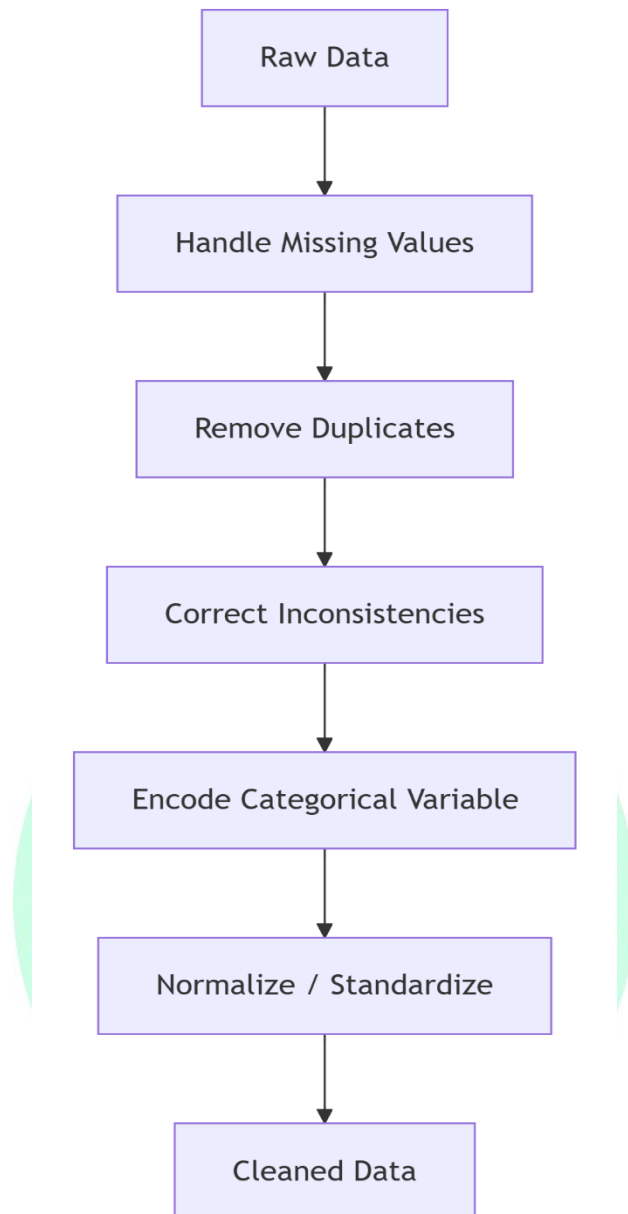 Raw Data
Handle Missing Values
Remove Duplicates
Correct Inconsistencies
Encode Categorical Variable
Normalize / Standardize
Cleaned Data